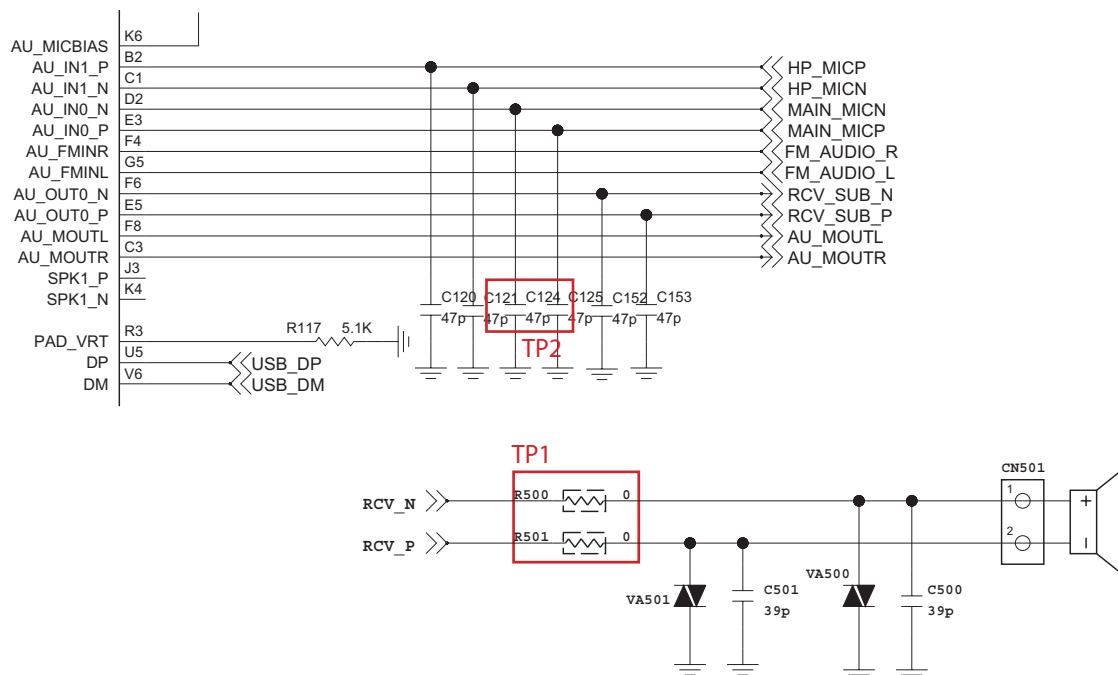 AU_MICBIAS K6
AU_IN1_P B2 HP_MICP
AU_IN1_N C1 HP_MICN
AU_IN0_N D2 MAIN_MICN
AU_IN0_P E3 MAIN_MICP
AU_FMINR F4 FM_AUDIO_R
AU_FMINL G5 FM_AUDIO_L
AU_OUT0_N F6 RCV_SUB_N
AU_OUT0_P E5 RCV_SUB_P
AU_MOUTL F8 AU_MOUTL
AU_MOUTR C3 AU_MOUTR
SPK1_P J3
SPK1_N K4
C120 C121 C124 C125 C152 C153
47p 47p 47p 47p 47p 47p
TP2
PAD_VRT R3 R117 5.1K
DP U5 USB_DP
DM V6 USB_DM
TP1
CN501
RCV_N R500 0 1 +
RCV_P R501 0 2 –
VA501 C501 VA500 C500
39p 39p